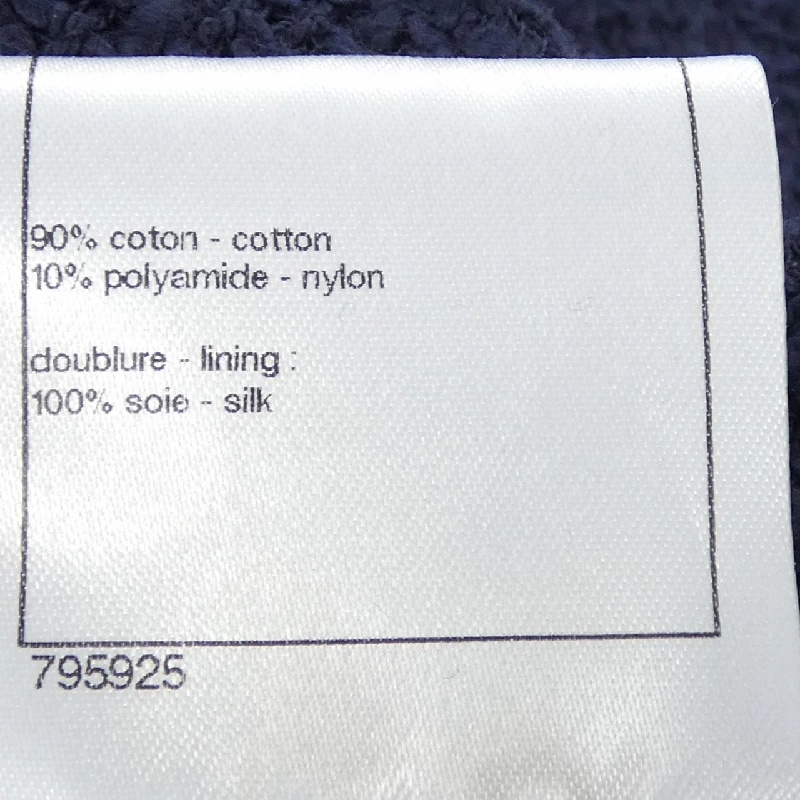 90% coton - cotton
10% polyamide - nylon
doublure - lining :
100% soie - silk
795925